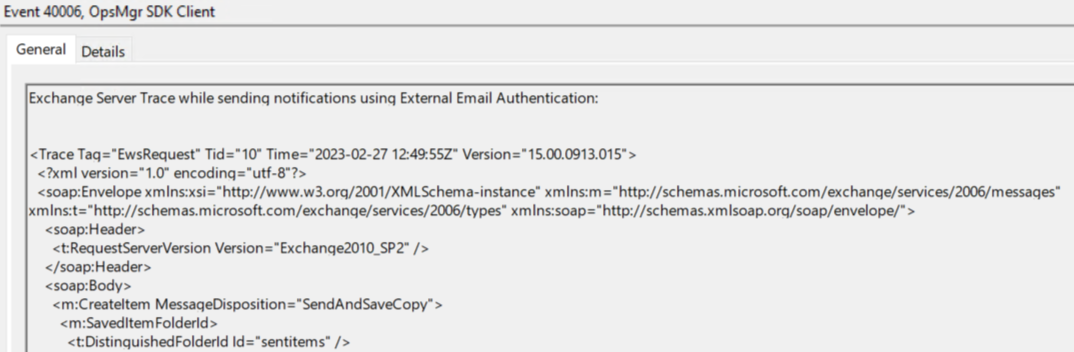 Event 40006, OpsMgr SDK Client
General
Details
Exchange Server Trace while sending notifications using External Email Authentication:
<Trace Tag="EwsRequest" Tid="10" Time="2023-02-27 12:49:55Z" Version="15.00.0913.015">
<?xml version="1.0" encoding="utf-8"?>
<soap:Envelope xmlns:xsi="http://www.w3.org/2001/XMLSchema-instance" xmlns:m="http://schemas.microsoft.com/exchange/services/2006/messages"
xmlns:t="http://schemas.microsoft.com/exchange/services/2006/types" xmlns:soap="http://schemas.xmlsoap.org/soap/envelope/">
<soap:Header>
<t:RequestServerVersion Version="Exchange2010_SP2" />
</soap:Header>
<soap:Body>
<m:CreateItem MessageDisposition="SendAndSaveCopy">
<m:SavedItemFolderId>
<t:DistinguishedFolderId Id="sentitems" />